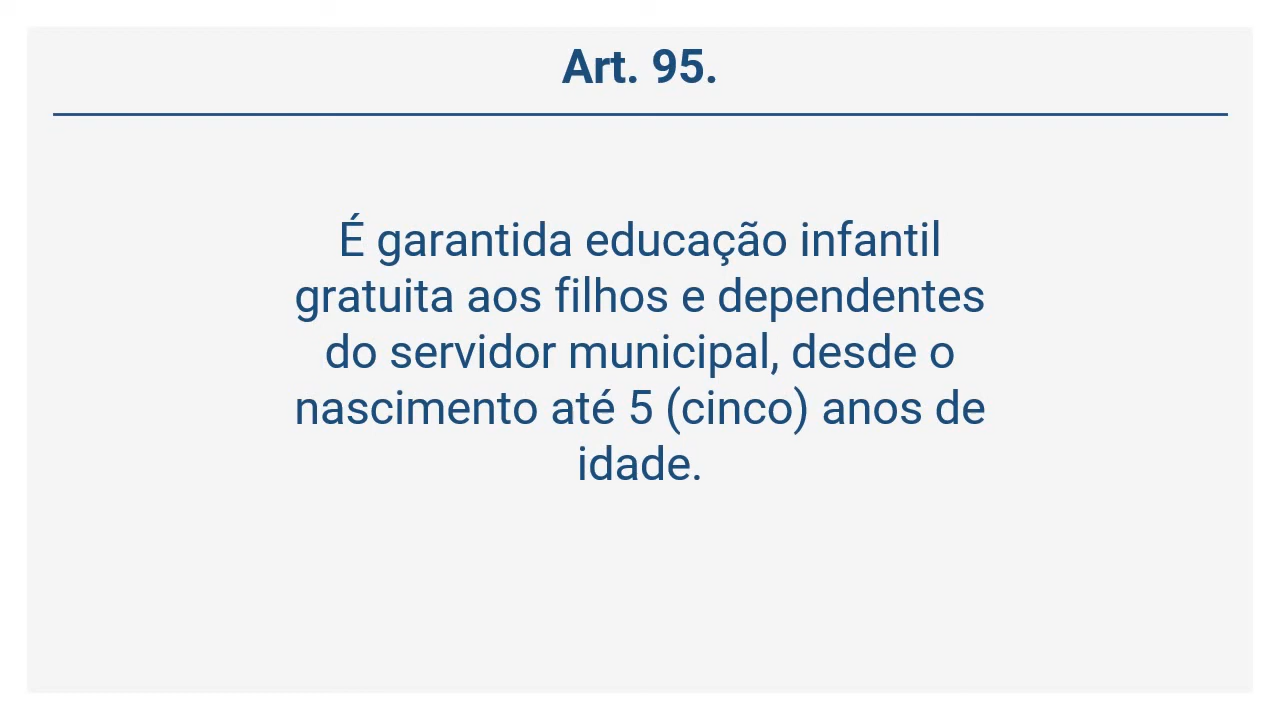 Art. 95.
É garantida educação infantil
gratuita aos filhos e dependentes
do servidor municipal, desde o
nascimento até 5 (cinco) anos de
idade.